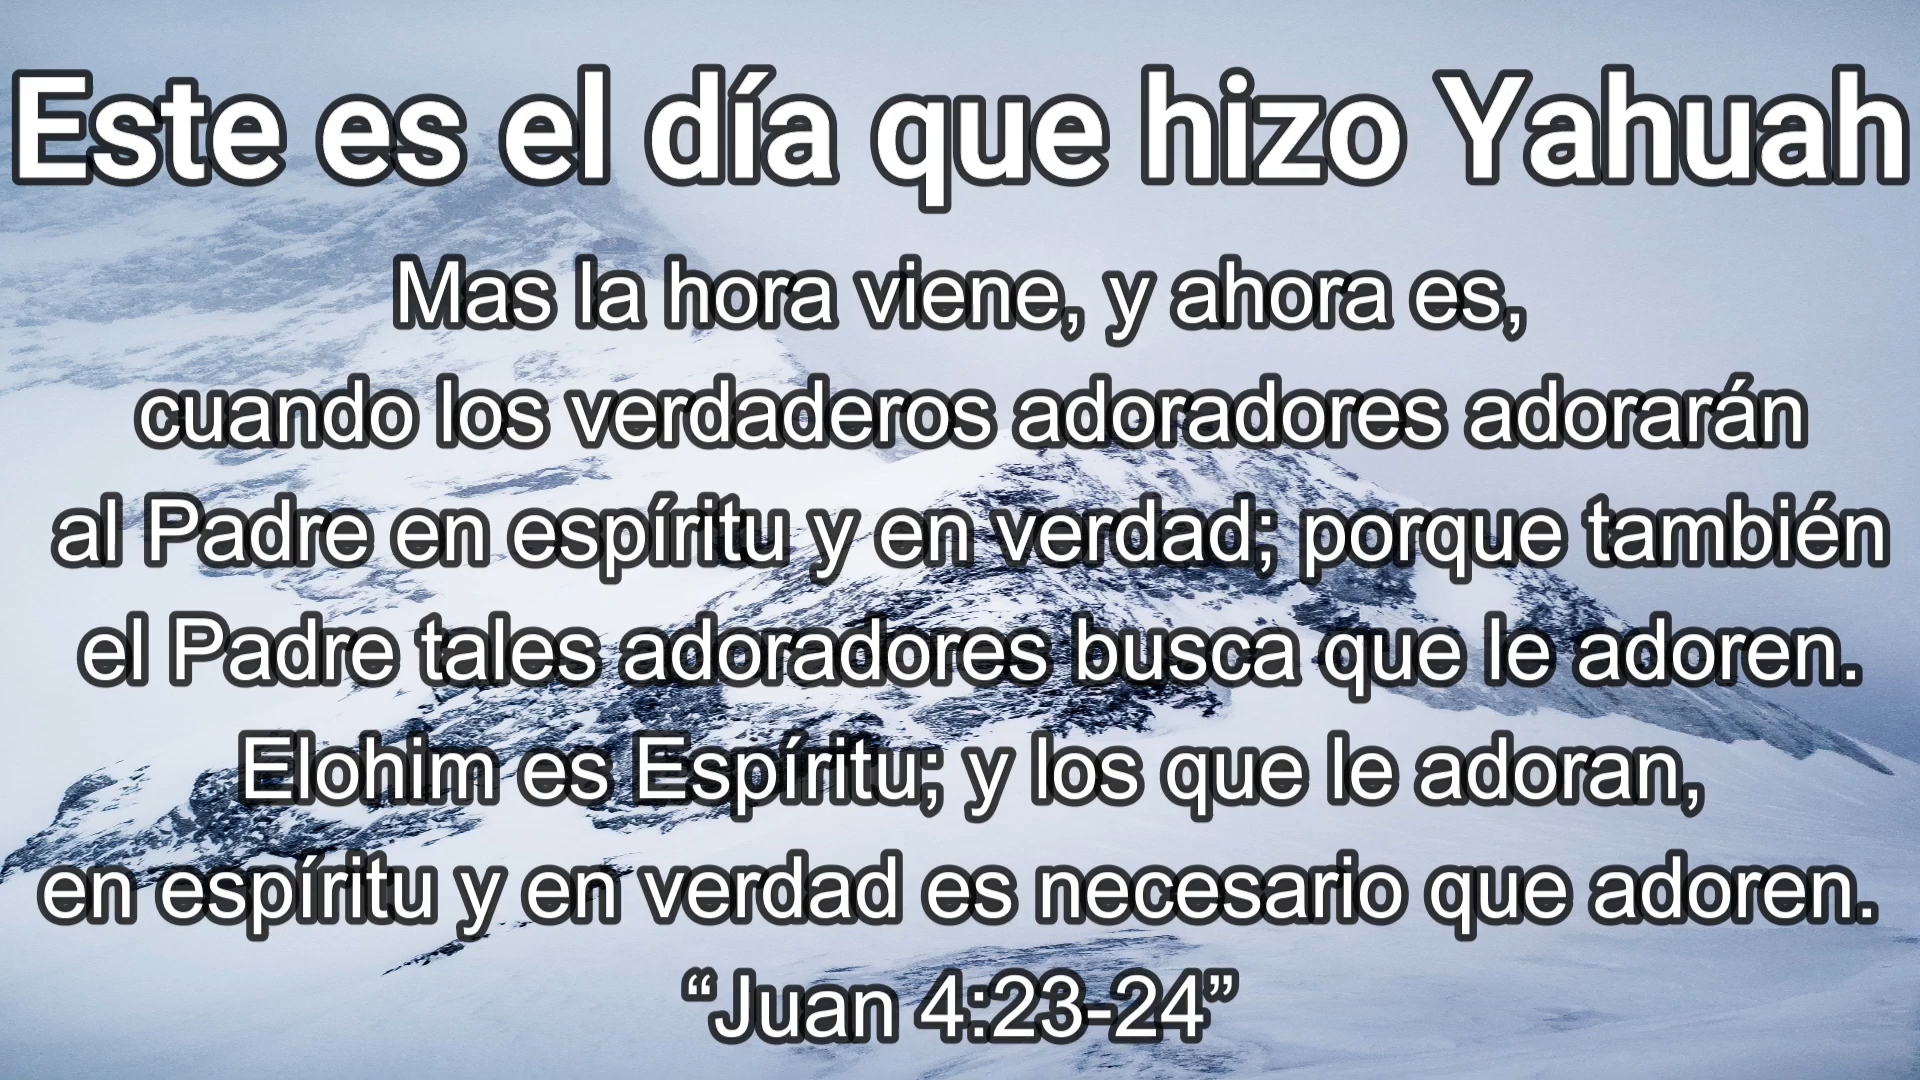 Este es el día que hizo Yahuah
Mas la hora viene, y ahora es,
cuando los verdaderos adoradores adorarán
al Padre en espíritu y en verdad; porque también
el Padre tales adoradores busca que le adoren.
Elohim es Espíritu; y los que le adoran,
en espíritu y en verdad es necesario que adoren.
“Juan 4:23-24”